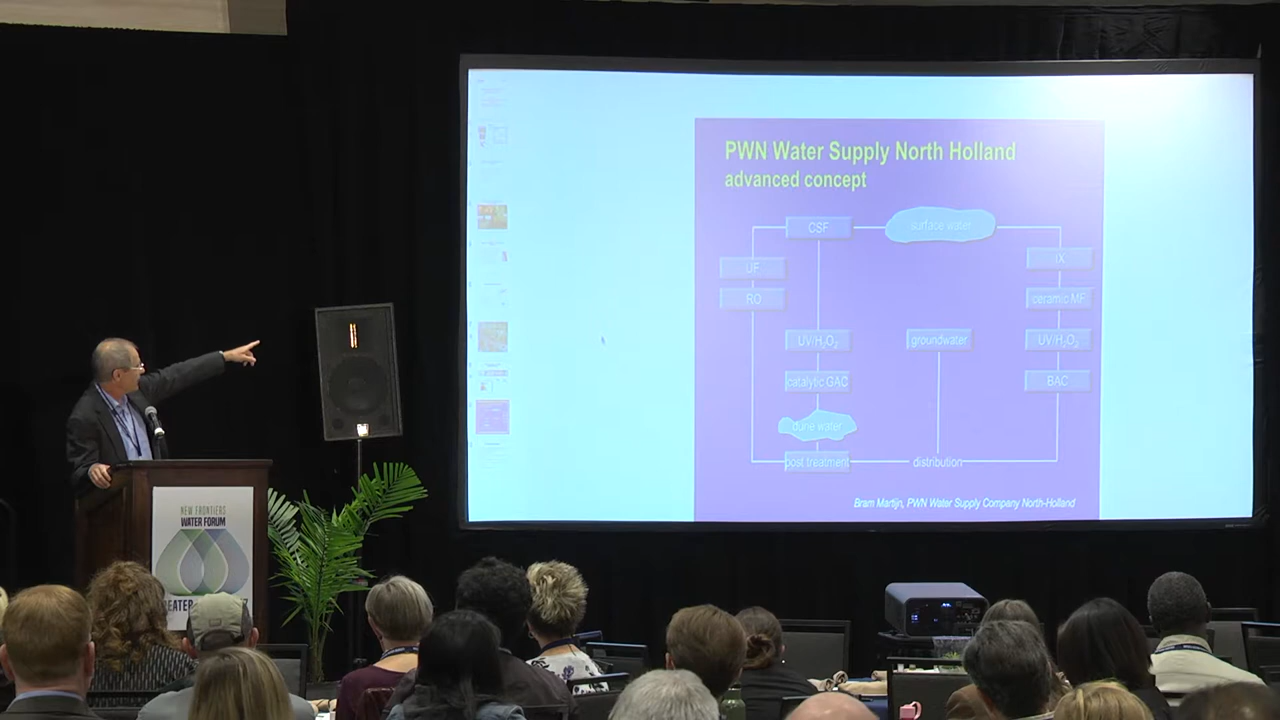 PWN Water Supply North Holland
advanced concept
CSF
surface water
UF
IX
RO
ceramic MF
UV/H₂O₂
groundwater
UV/H₂O₂
catalytic GAC
BAC
dune water
post treatment
distribution
Bram Martijn, PWN Water Supply Company North-Holland
NEW FRONTIERS
WATER FORUM